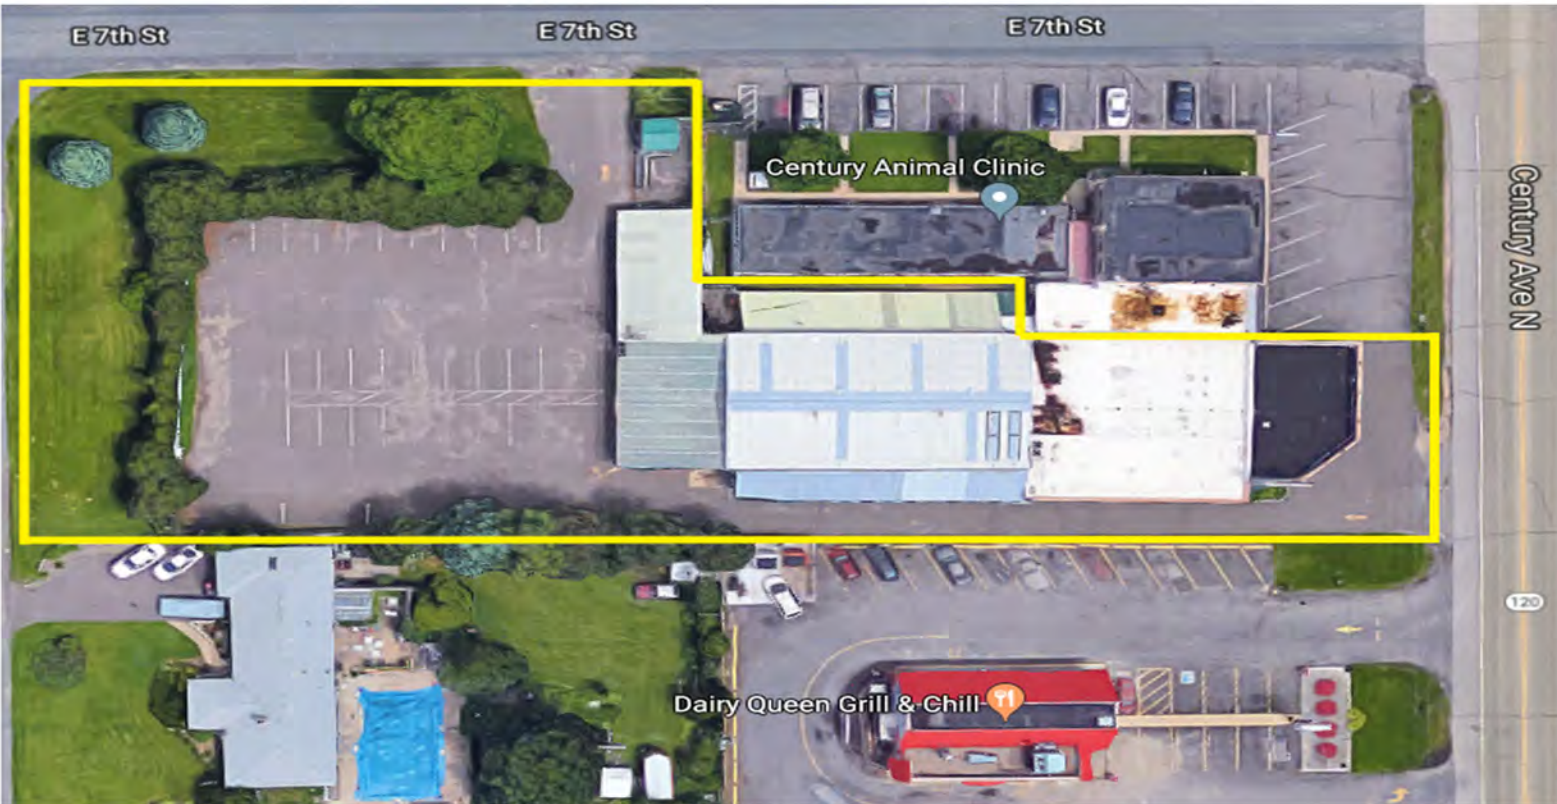 E 7th St
E 7th St
E 7th St
Century Animal Clinic
Century Ave N
120
Dairy Queen Grill & Chill